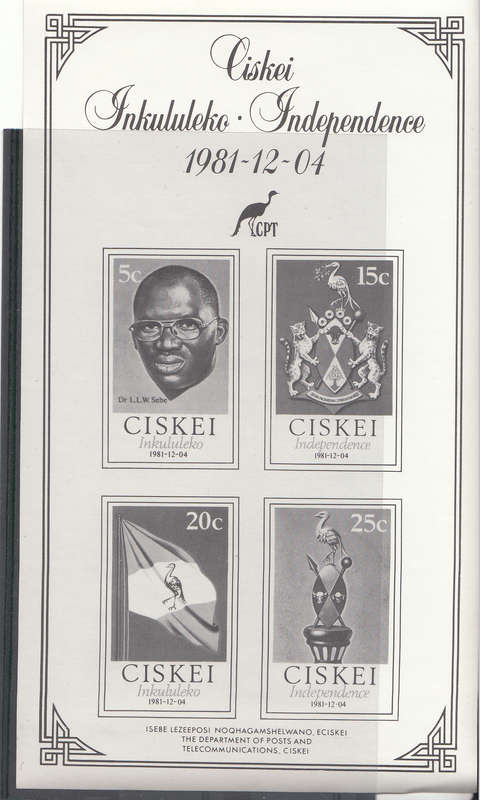 Ciskei
Inkululeko · Independence
1981-12-04
CPT
5c
Dr L.L.W. Sebe
CISKEI
Inkululeko
1981-12-04
15c
CISKEI
Independence
1981-12-04
20c
CISKEI
Inkululeko
1981-12-04
25c
CISKEI
Independence
1981-12-04
ISEBE LEZEEPOSI NOQHAGAMSHELWANO, ECISKEI
THE DEPARTMENT OF POSTS AND
TELECOMMUNICATIONS, CISKEI